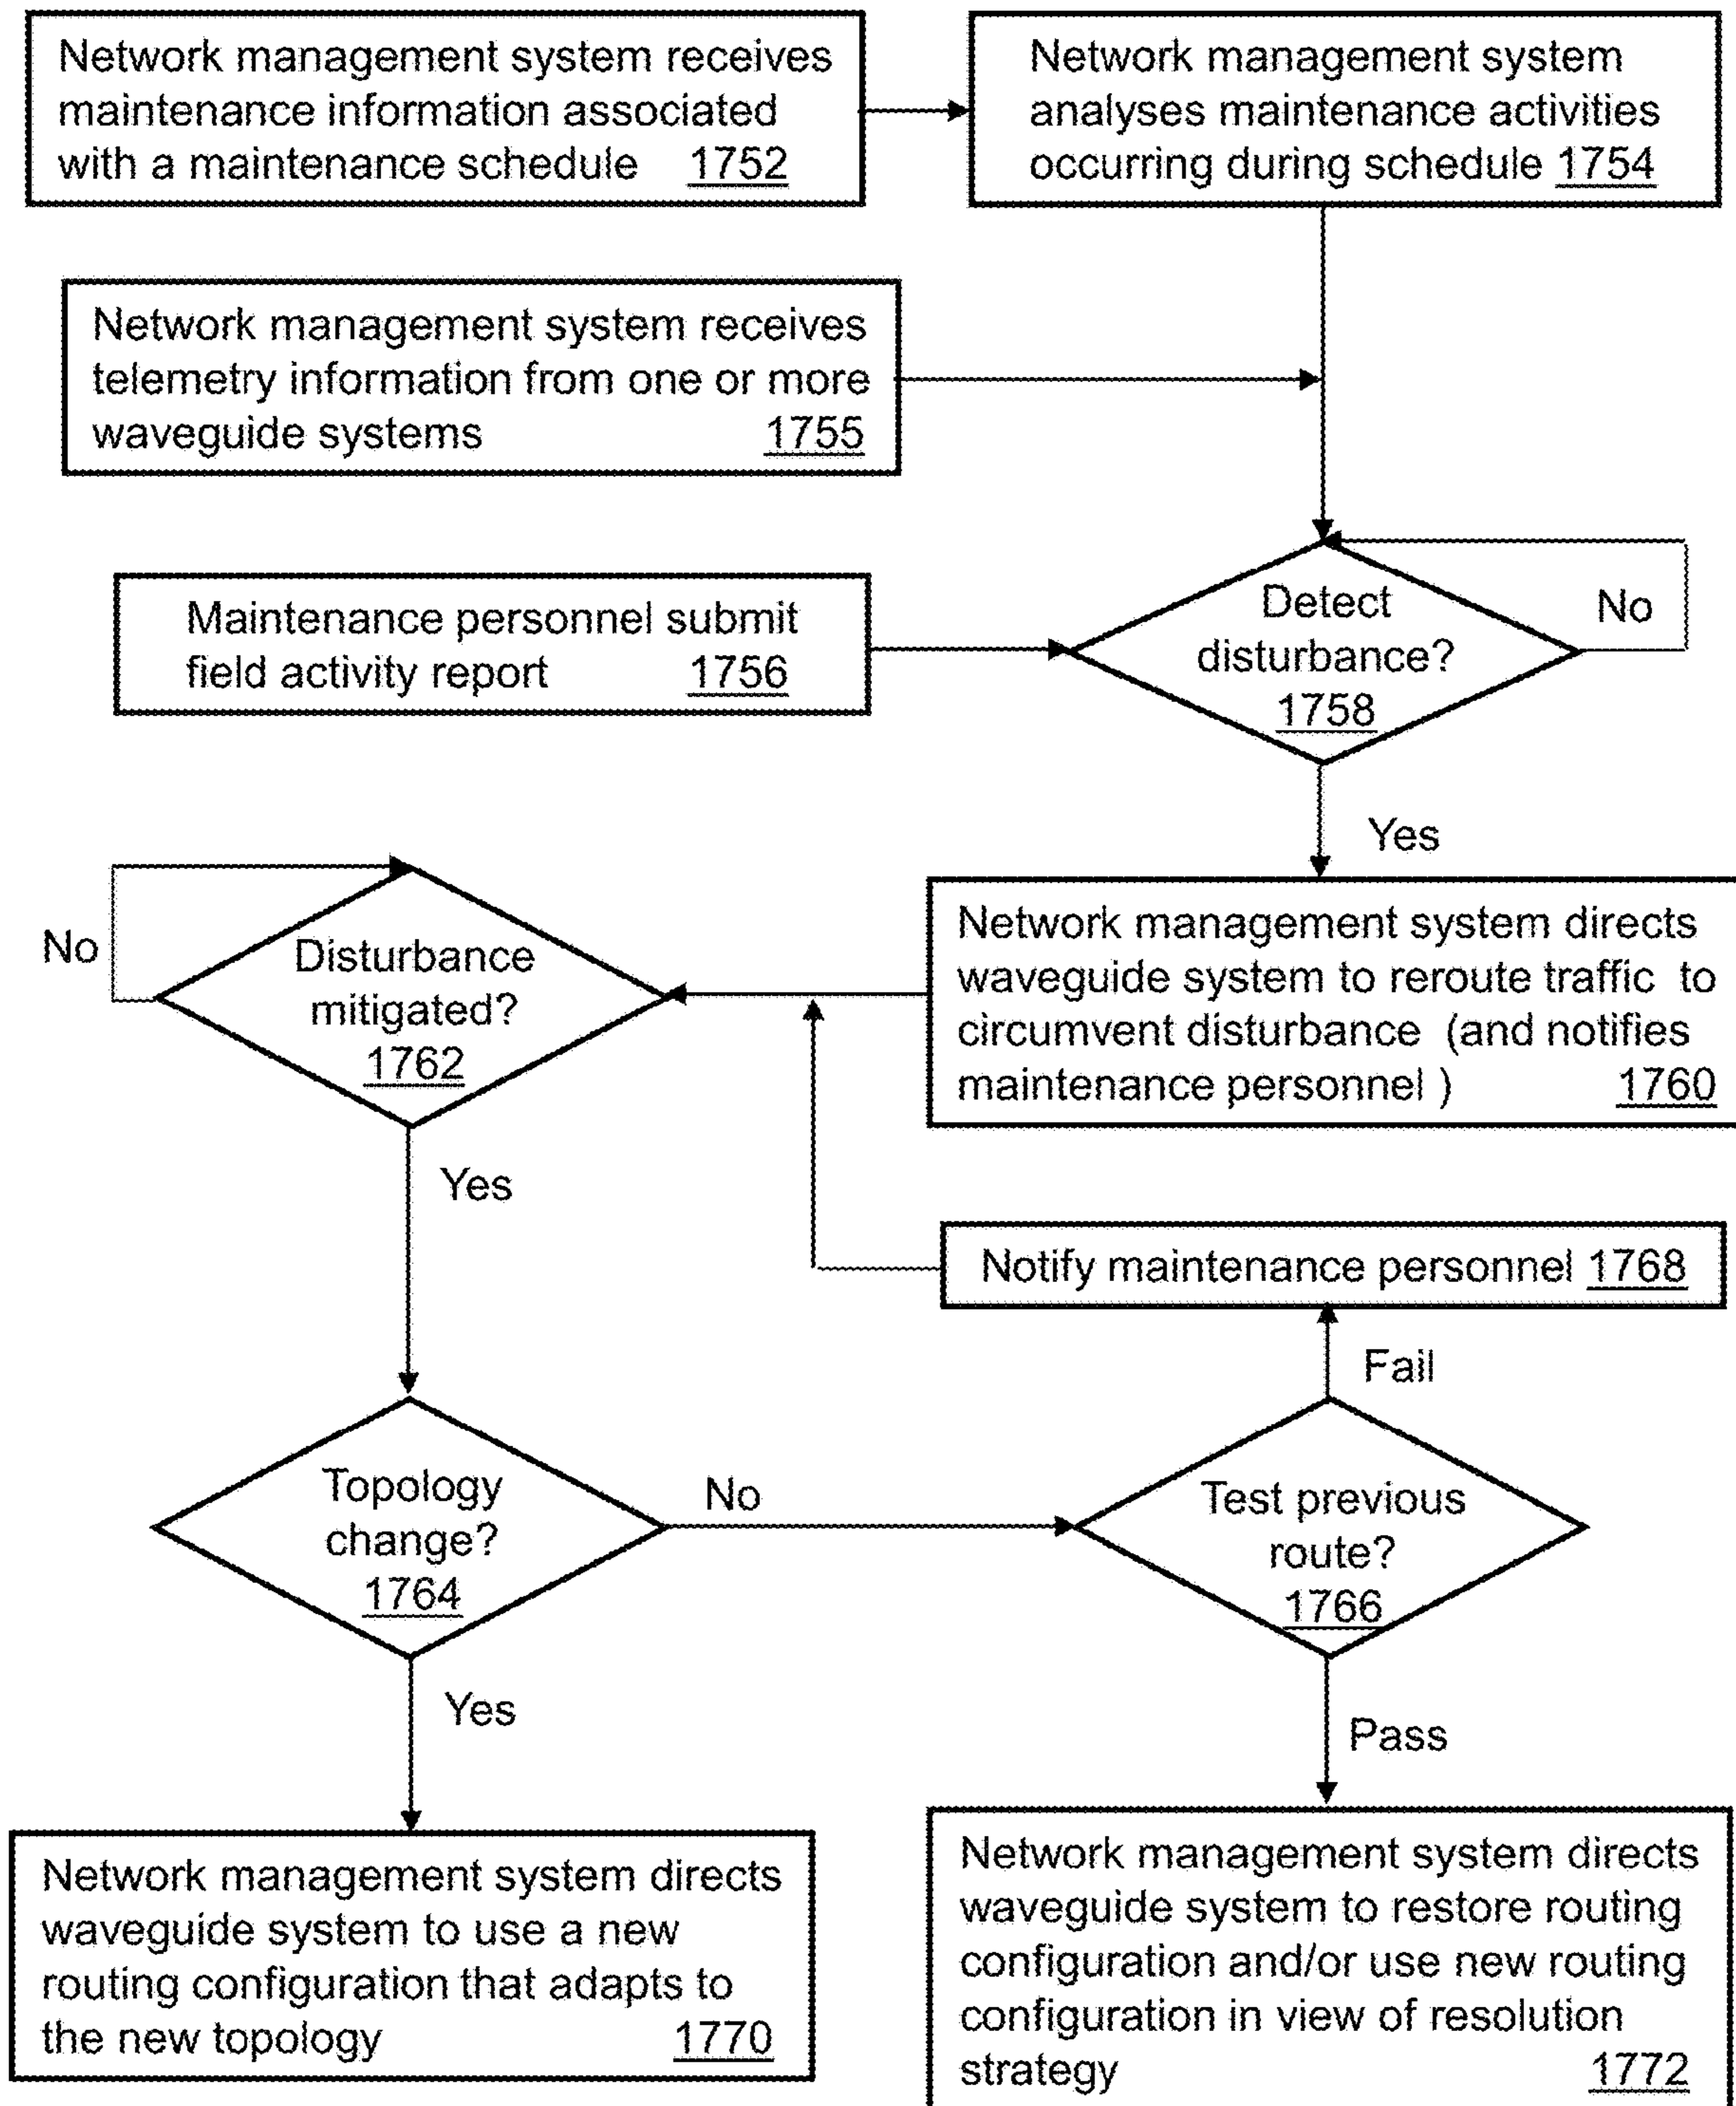 Network management system receives
maintenance information associated
with a maintenance schedule 1752
Network management system
analyses maintenance activities
occurring during schedule 1754
Network management system receives
telemetry information from one or more
waveguide systems 1755
Maintenance personnel submit
field activity report 1756
Detect
disturbance?
1758
No
Yes
Network management system directs
waveguide system to reroute traffic to
circumvent disturbance (and notifies
maintenance personnel ) 1760
Disturbance
mitigated?
1762
No
Yes
Notify maintenance personnel 1768
Fail
Topology
change?
1764
No
Test previous
route?
1766
Yes
Pass
Network management system directs
waveguide system to use a new
routing configuration that adapts to
the new topology 1770
Network management system directs
waveguide system to restore routing
configuration and/or use new routing
configuration in view of resolution
strategy 1772